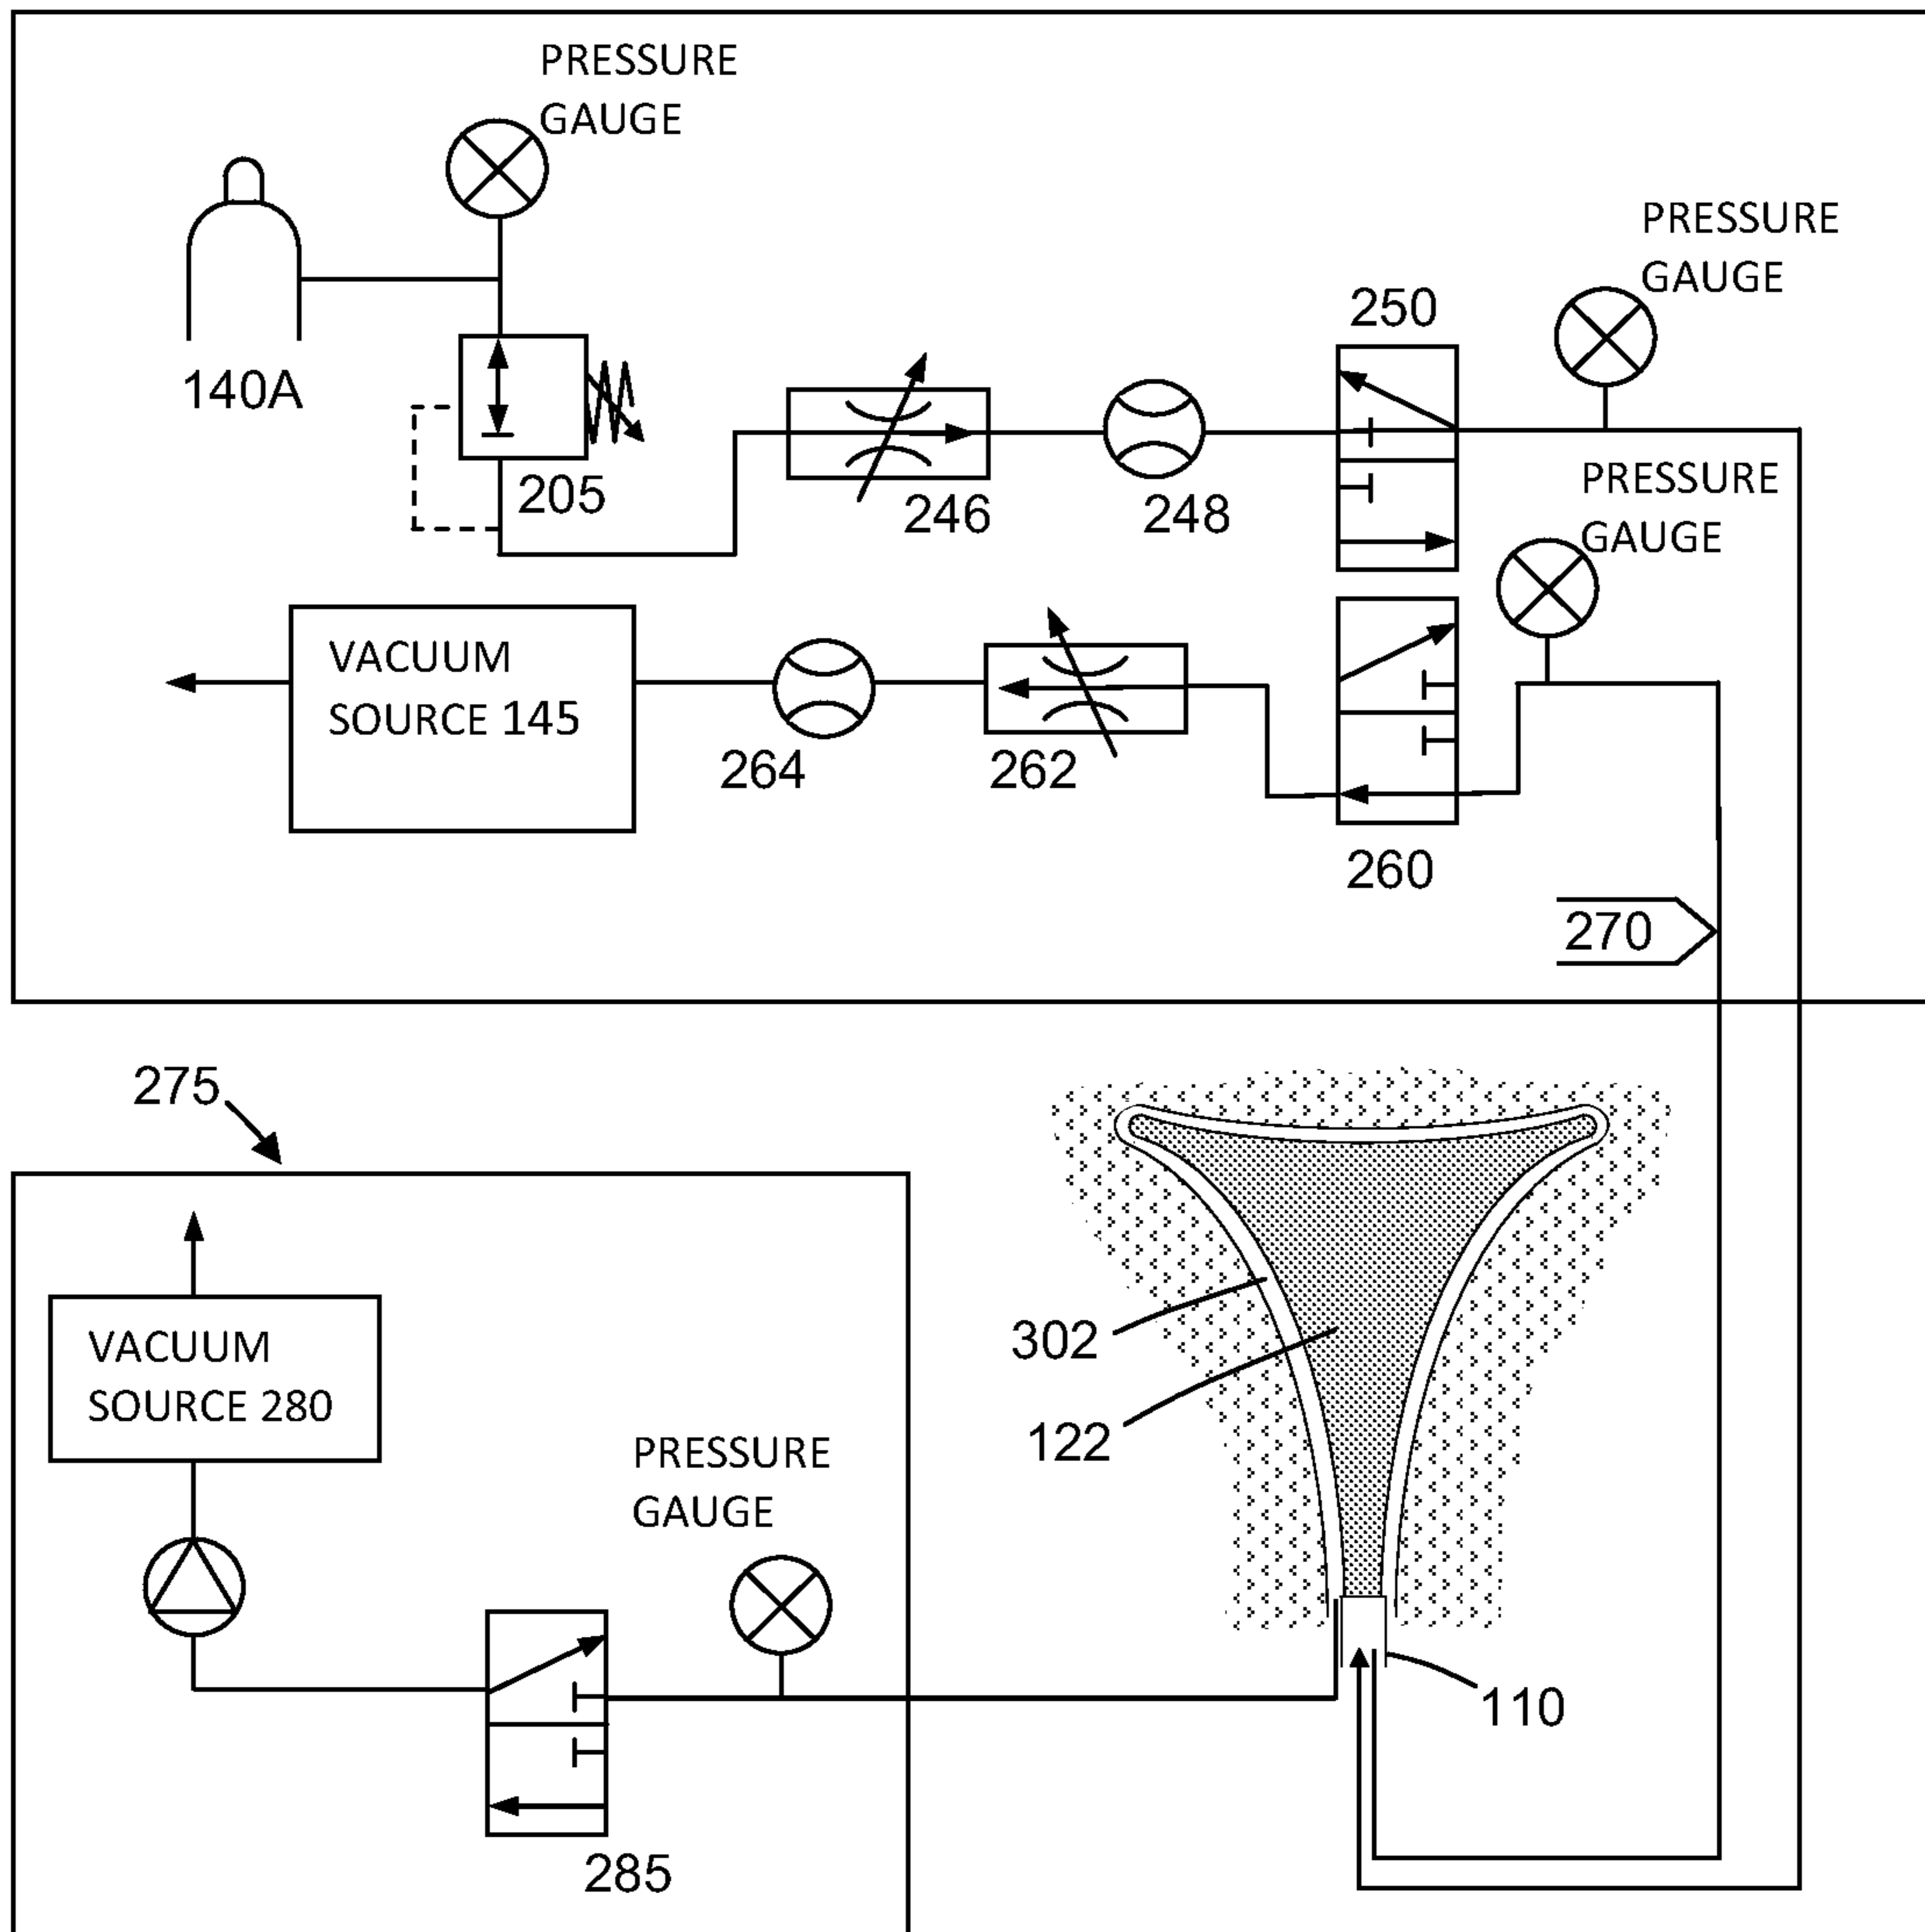 PRESSURE
GAUGE
140A
205
246
248
250
PRESSURE
GAUGE
PRESSURE
GAUGE
VACUUM
SOURCE 145
264
262
260
270
275
VACUUM
SOURCE 280
PRESSURE
GAUGE
285
302
122
110